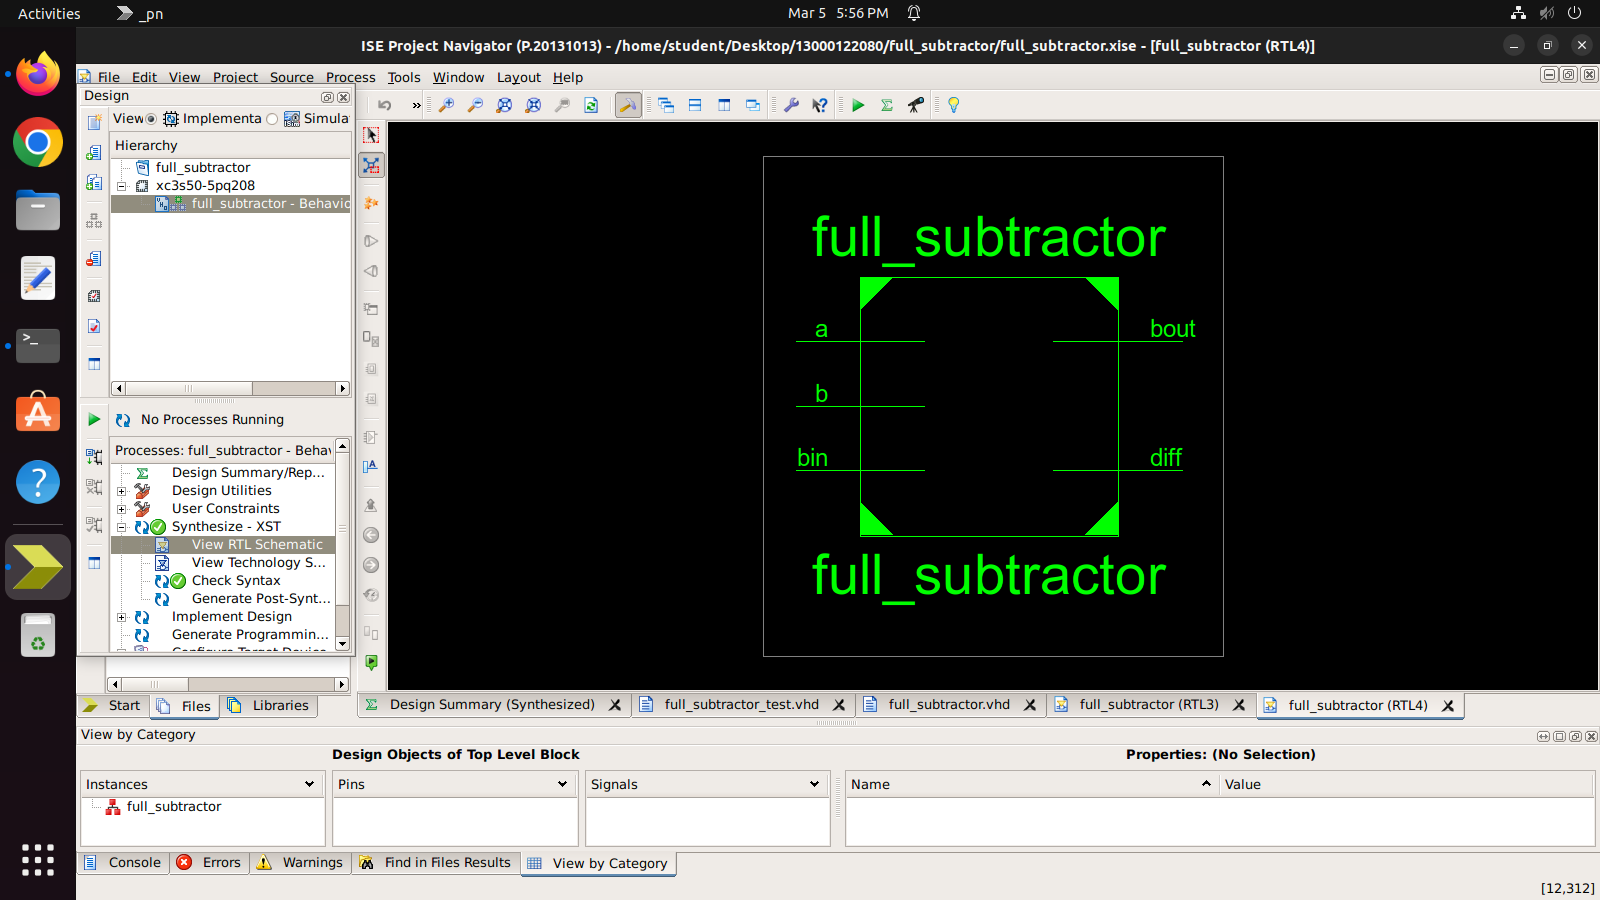 Activities
_pn
Mar 5 5:56 PM
ISE Project Navigator (P.20131013) - /home/student/Desktop/13000122080/full_subtractor/full_subtractor.xise - [full_subtractor (RTL4)]
File Edit View Project Source Process Tools Window Layout Help
Design
View Implementa Simula
Hierarchy
full_subtractor
xc3s50-5pq208
full_subtractor - Behavio
No Processes Running
Processes: full_subtractor - Behav
Design Summary/Rep...
Design Utilities
User Constraints
Synthesize - XST
View RTL Schematic
View Technology S...
Check Syntax
Generate Post-Synt...
Implement Design
Generate Programmin...
Configure Target Device
Start Files Libraries
full_subtractor
a
b
bin
bout
diff
full_subtractor
Design Summary (Synthesized) full_subtractor_test.vhd full_subtractor.vhd full_subtractor (RTL3) full_subtractor (RTL4)
View by Category
Design Objects of Top Level Block
Properties: (No Selection)
Instances Pins Signals Name Value
full_subtractor
Console Errors Warnings Find in Files Results View by Category
[12,312]